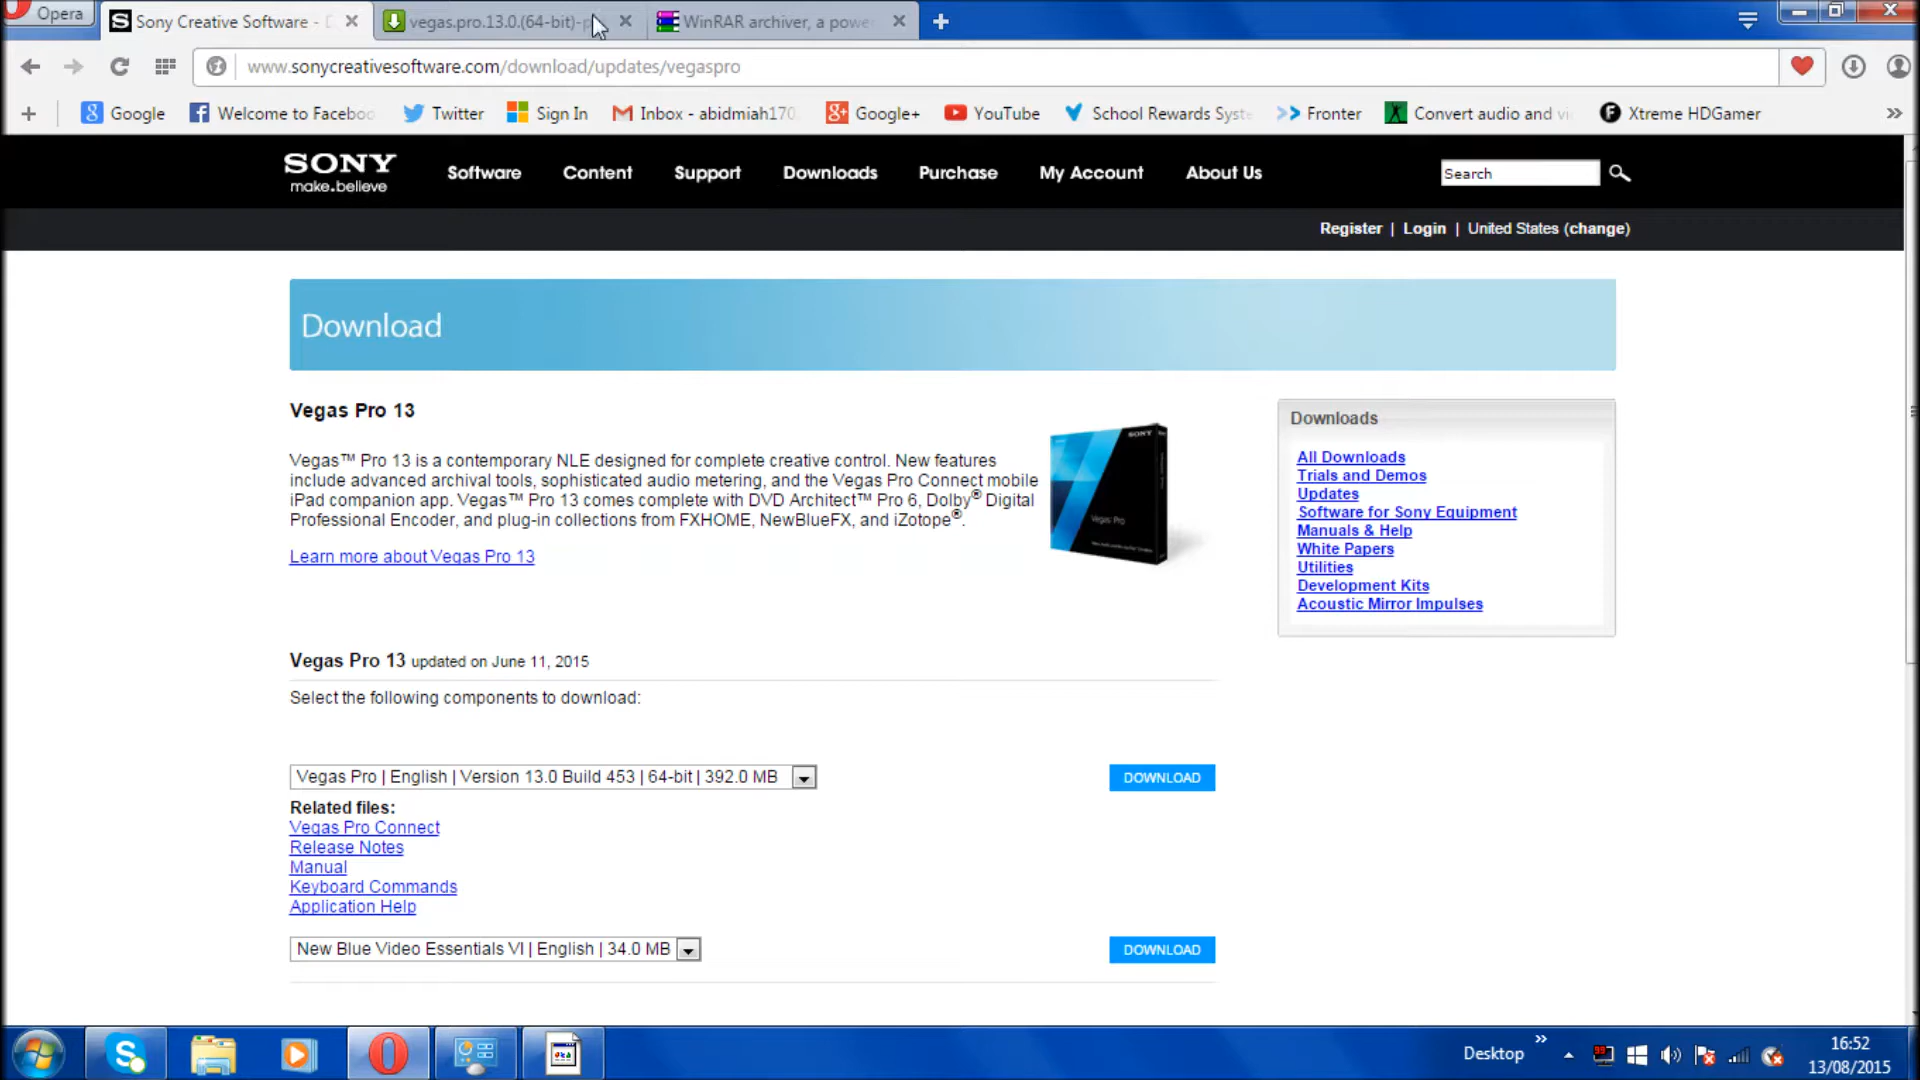 Opera
Sony Creative Software -
vegas.pro.13.0.(64-bit)-
WinRAR archiver, a powe
www.sonycreativesoftware.com/download/updates/vegaspro
Google
Welcome to Faceboo
Twitter
Sign In
Inbox - abidmiah170
Google+
YouTube
School Rewards Syst
Fronter
Convert audio and vi
Xtreme HDGamer
SONY
make.believe
Software
Content
Support
Downloads
Purchase
My Account
About Us
Search
Register | Login | United States (change)
Download
Vegas Pro 13
Vegas™ Pro 13 is a contemporary NLE designed for complete creative control. New features
include advanced archival tools, sophisticated audio metering, and the Vegas Pro Connect mobile
iPad companion app. Vegas™ Pro 13 comes complete with DVD Architect™ Pro 6, Dolby® Digital
Professional Encoder, and plug-in collections from FXHOME, NewBlueFX, and iZotope®.
Learn more about Vegas Pro 13
SONY
Vegas Pro
Downloads
All Downloads
Trials and Demos
Updates
Software for Sony Equipment
Manuals & Help
White Papers
Utilities
Development Kits
Acoustic Mirror Impulses
Vegas Pro 13 updated on June 11, 2015
Select the following components to download:
Vegas Pro | English | Version 13.0 Build 453 | 64-bit | 392.0 MB
DOWNLOAD
Related files:
Vegas Pro Connect
Release Notes
Manual
Keyboard Commands
Application Help
New Blue Video Essentials VI | English | 34.0 MB
DOWNLOAD
Desktop
16:52
13/08/2015